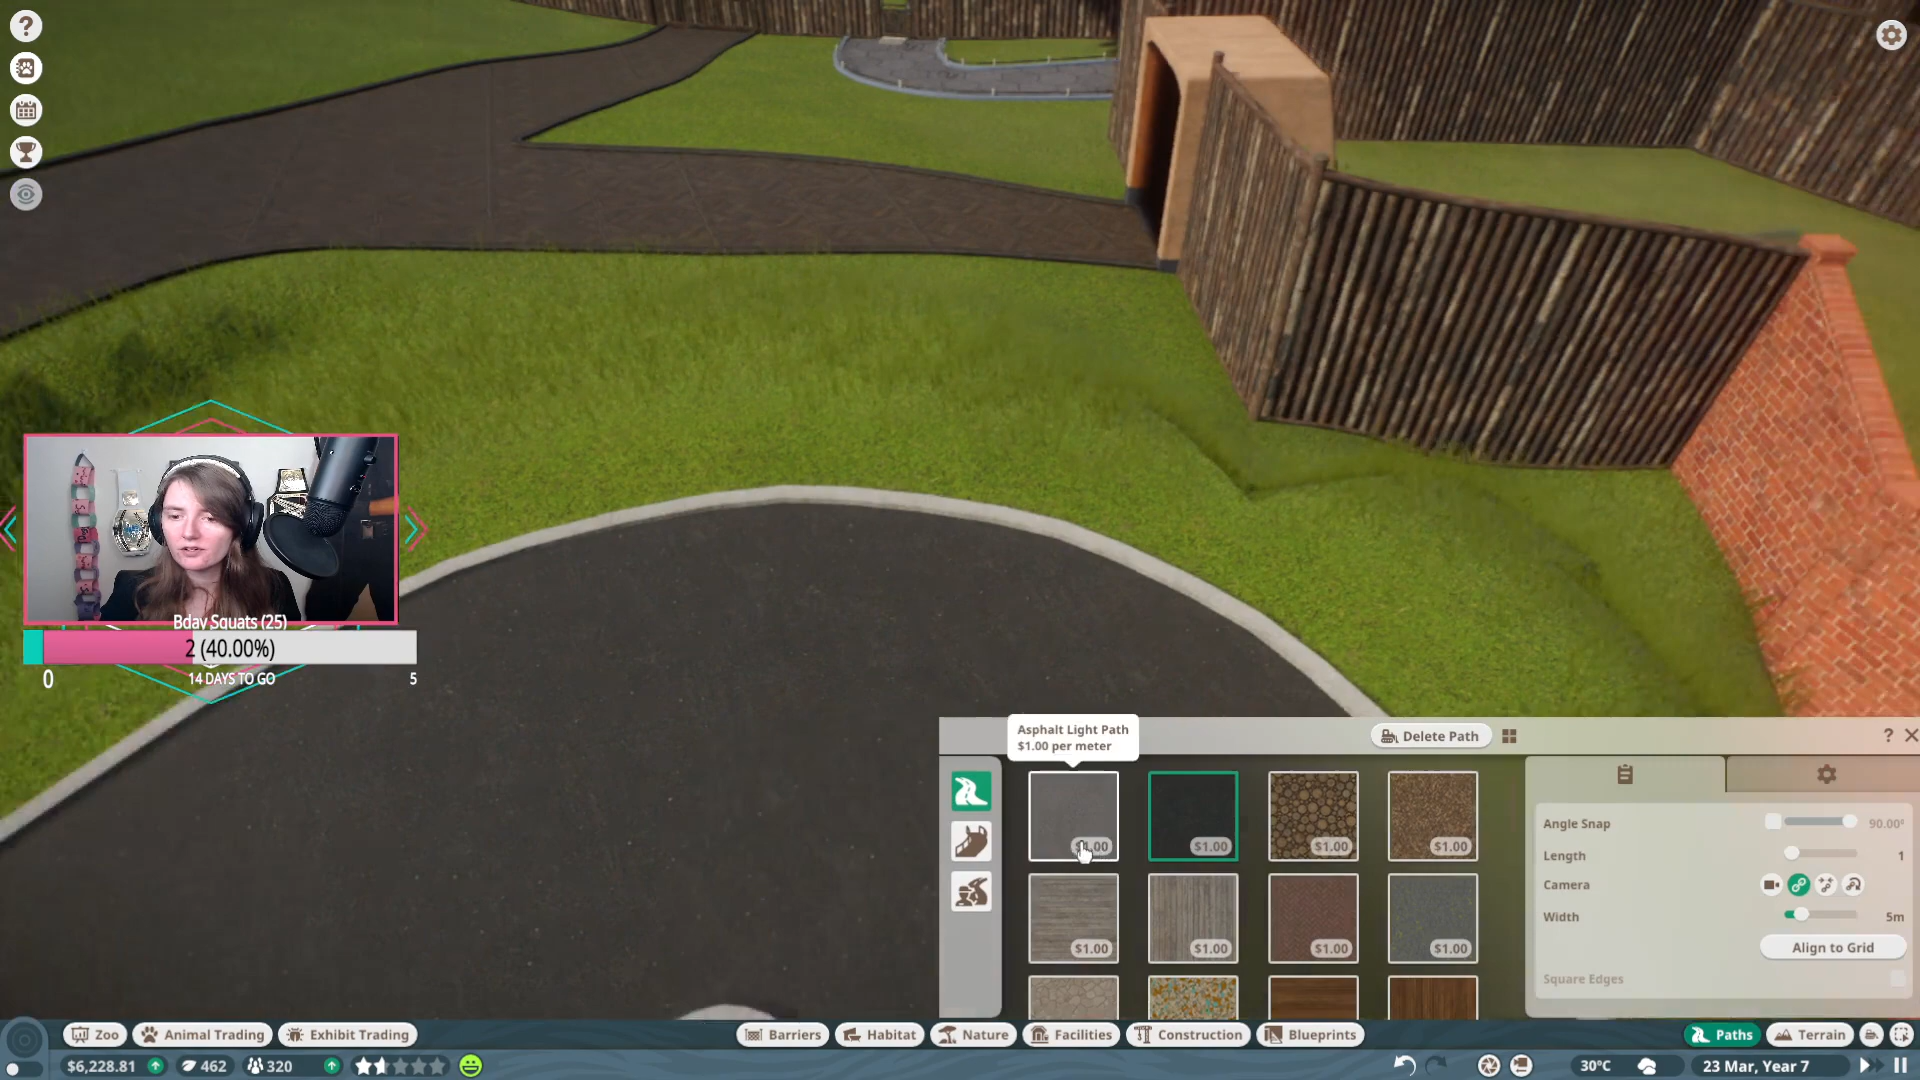 Bday Squats (25)
2 (40.00%)
0
14 DAYS TO GO
5
Asphalt Light Path
$1.00 per meter
Delete Path
?
$1.00
$1.00
$1.00
$1.00
$1.00
$1.00
$1.00
Angle Snap
90.00°
Length
1
Camera
Width
5m
Align to Grid
Square Edges
Zoo
Animal Trading
Exhibit Trading
Barriers
Habitat
Nature
Facilities
Construction
Blueprints
Paths
Terrain
$6,228.81
462
320
30°C
23 Mar, Year 7